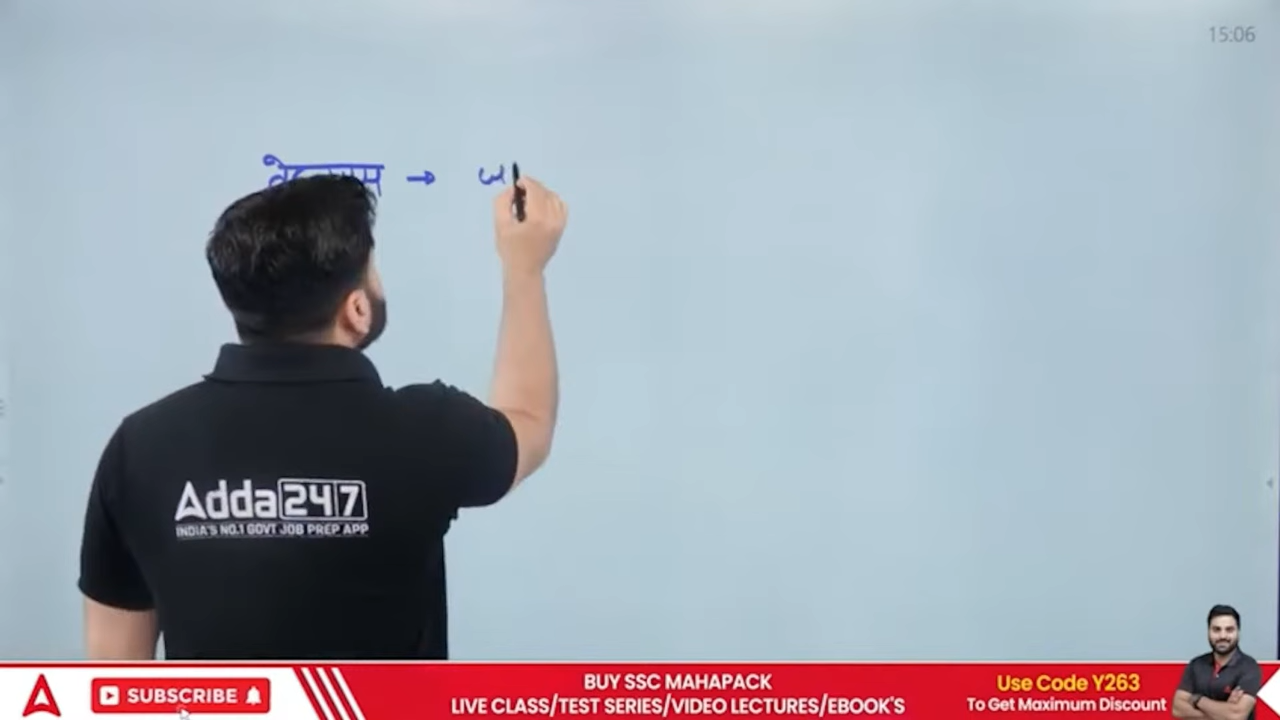 15:06
→
Adda247
INDIA'S NO.1 GOVT JOB PREP APP
SUBSCRIBE
BUY SSC MAHAPACK
LIVE CLASS/TEST SERIES/VIDEO LECTURES/EBOOK'S
Use Code Y263
To Get Maximum Discount